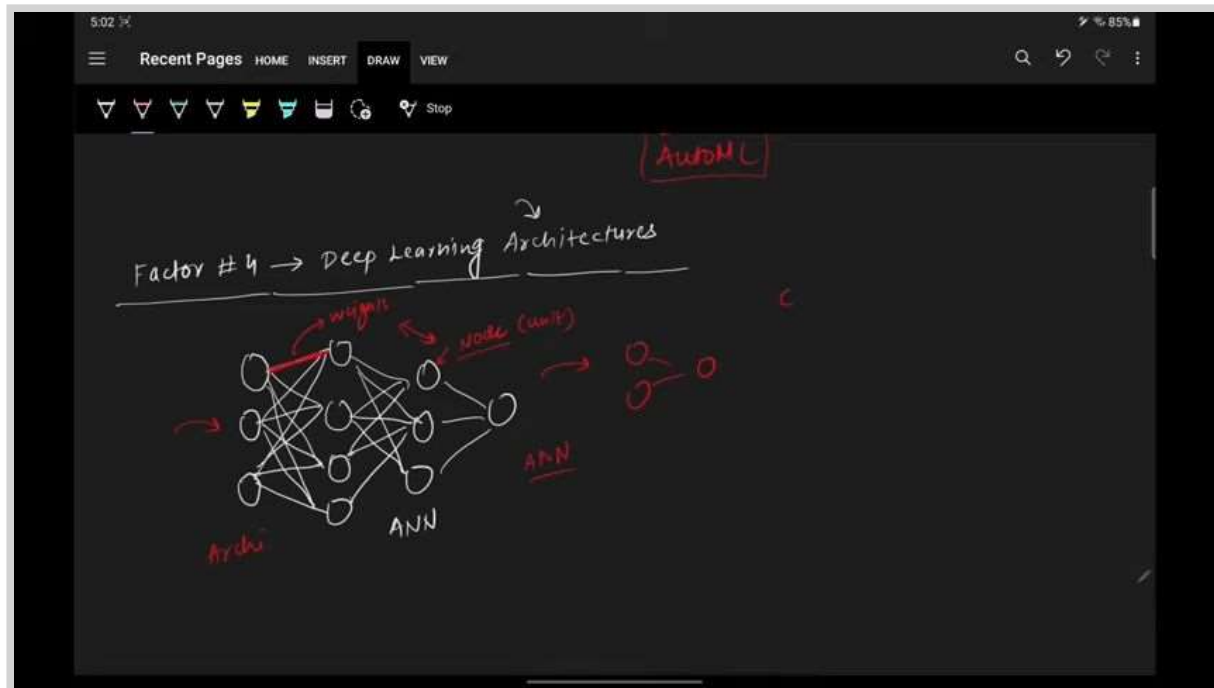 5:02
85%
Recent Pages HOME INSERT DRAW VIEW
Stop
AutoML
Factor #4 → Deep Learning Architectures
weights
Node (unit)
ANN
ANN
Archi
C